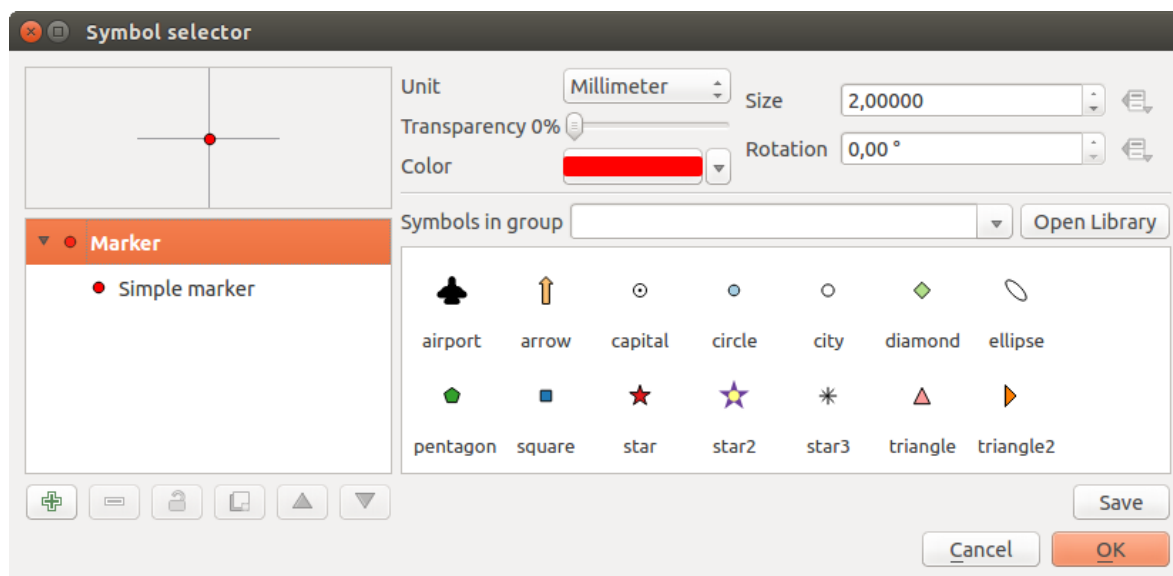 Symbol selector
Unit
Millimeter
Size
2,00000
Transparency 0%
Color
Rotation
0,00 °
Symbols in group
Open Library
Marker
Simple marker
airport arrow capital circle city diamond ellipse
pentagon square star star2 star3 triangle triangle2
Save
Cancel
OK